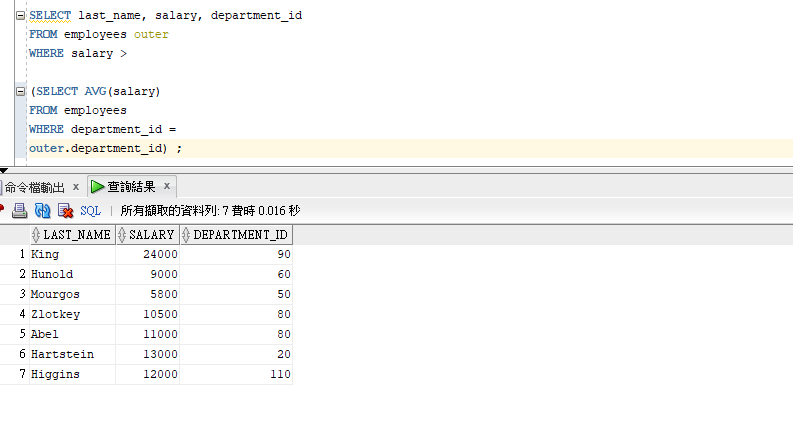 SELECT last_name, salary, department_id
FROM employees outer
WHERE salary >
(SELECT AVG(salary)
FROM employees
WHERE department_id =
outer.department_id) ;
命令檔輸出 x 查詢結果 x
SQL | 所有擷取的資料列: 7 費時 0.016 秒
LAST_NAME SALARY DEPARTMENT_ID
1 King 24000 90
2 Hunold 9000 60
3 Mourgos 5800 50
4 Zlotkey 10500 80
5 Abel 11000 80
6 Hartstein 13000 20
7 Higgins 12000 110